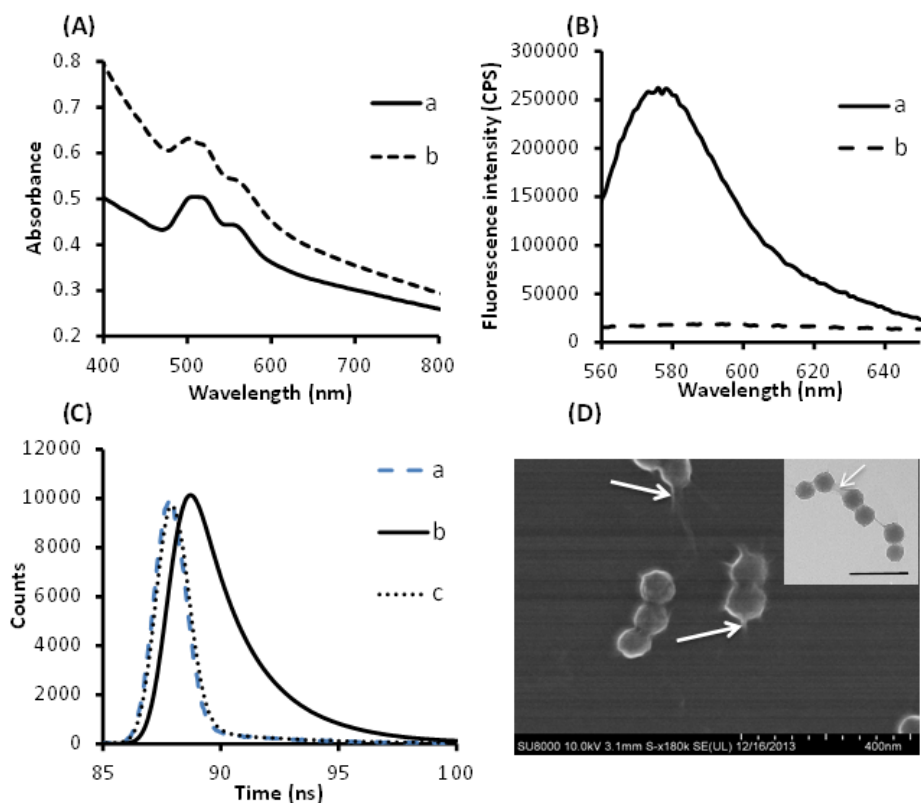 (A)
0.8
0.7
0.6
0.5
0.4
0.3
0.2
Absorbance
400 500 600 700 800
Wavelength (nm)
a
b
(B)
300000
250000
200000
150000
100000
50000
0
Fluorescence intensity (CPS)
560 580 600 620 640
Wavelength (nm)
a
b
(C)
12000
10000
8000
6000
4000
2000
0
Counts
85 90 95 100
Time (ns)
a
b
c
(D)
SU8000 10.0kV 3.1mm S-x180k SE(UL) 12/16/2013 400nm